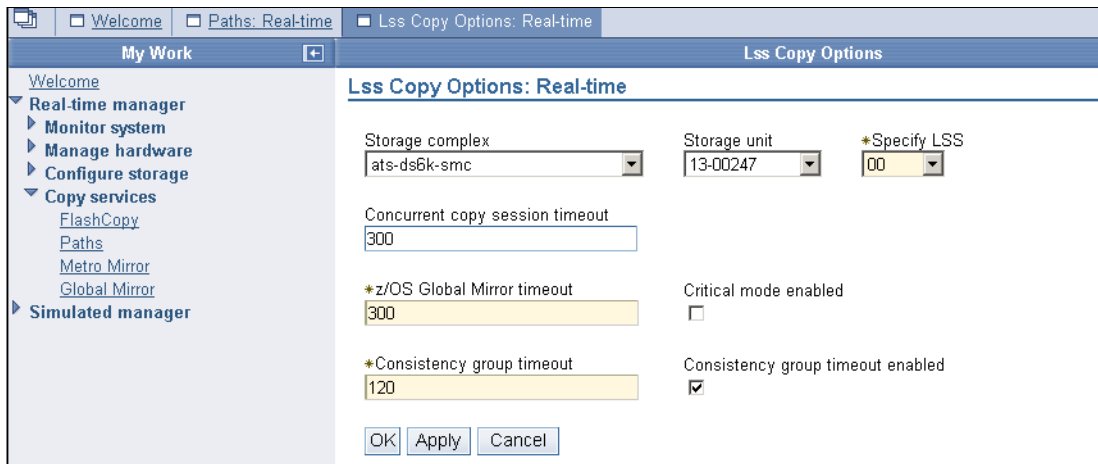 Welcome
Paths: Real-time
Lss Copy Options: Real-time
My Work
Lss Copy Options
Welcome
Real-time manager
Monitor system
Manage hardware
Configure storage
Copy services
FlashCopy
Paths
Metro Mirror
Global Mirror
Simulated manager
Lss Copy Options: Real-time
Storage complex
ats-ds6k-smc
Storage unit
13-00247
*Specify LSS
00
Concurrent copy session timeout
300
*z/OS Global Mirror timeout
300
Critical mode enabled
*Consistency group timeout
120
Consistency group timeout enabled
OK
Apply
Cancel